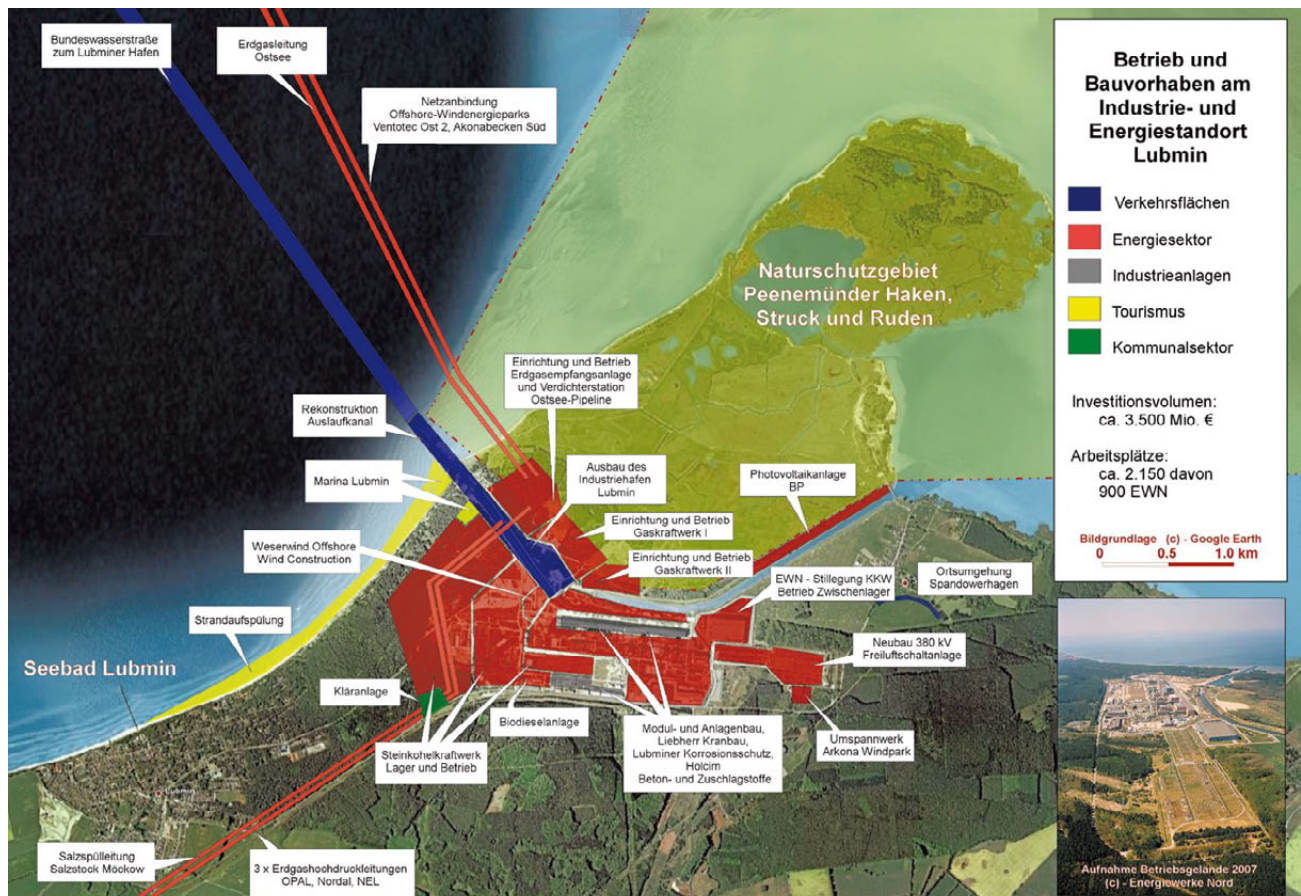 Bundeswasserstraße
zum Lubminer Hafen
Erdgasleitung
Ostsee
Netzanbindung
Offshore-Windenergieparks
Ventotec Ost 2, Akonabecken Süd
Betrieb und
Bauvorhaben am
Industrie- und
Energiestandort
Lubmin
Verkehrsflächen
Energiesektor
Industrieanlagen
Tourismus
Kommunalsektor
Investitionsvolumen:
ca. 3.500 Mio. €
Arbeitsplätze:
ca. 2.150 davon
900 EWN
Bildgrundlage (c) - Google Earth
0 0.5 1.0 km
Naturschutzgebiet
Peenemünder Haken,
Struck und Ruden
Einrichtung und Betrieb
Erdgasempfangsanlage
und Verdichterstation
Ostsee-Pipeline
Rekonstruktion
Auslaufkanal
Marina Lubmin
Ausbau des
Industriehafen
Lubmin
Photovoltaikanlage
BP
Einrichtung und Betrieb
Gaskraftwerk I
Weserwind Offshore
Wind Construction
Einrichtung und Betrieb
Gaskraftwerk II
EWN - Stillegung KKW
Betrieb Zwischenlager
Ortsumgehung
Spandowerhagen
Strandaufspülung
Seebad Lubmin
Neubau 380 kV
Freiluftschaltanlage
Kläranlage
Biodieselanlage
Steinkohelkraftwerk
Lager und Betrieb
Modul- und Anlagenbau,
Liebherr Kranbau,
Lubminer Korrosionsschutz,
Holcim
Beton- und Zuschlagstoffe
Umspannwerk
Arkona Windpark
Lubmin
Salzspülleitung
Salzstock Möckow
3 x Erdgashochdruckleitungen
OPAL, Nordal, NEL
Aufnahme Betriebsgelände 2007
(c) - Energiewerke Nord